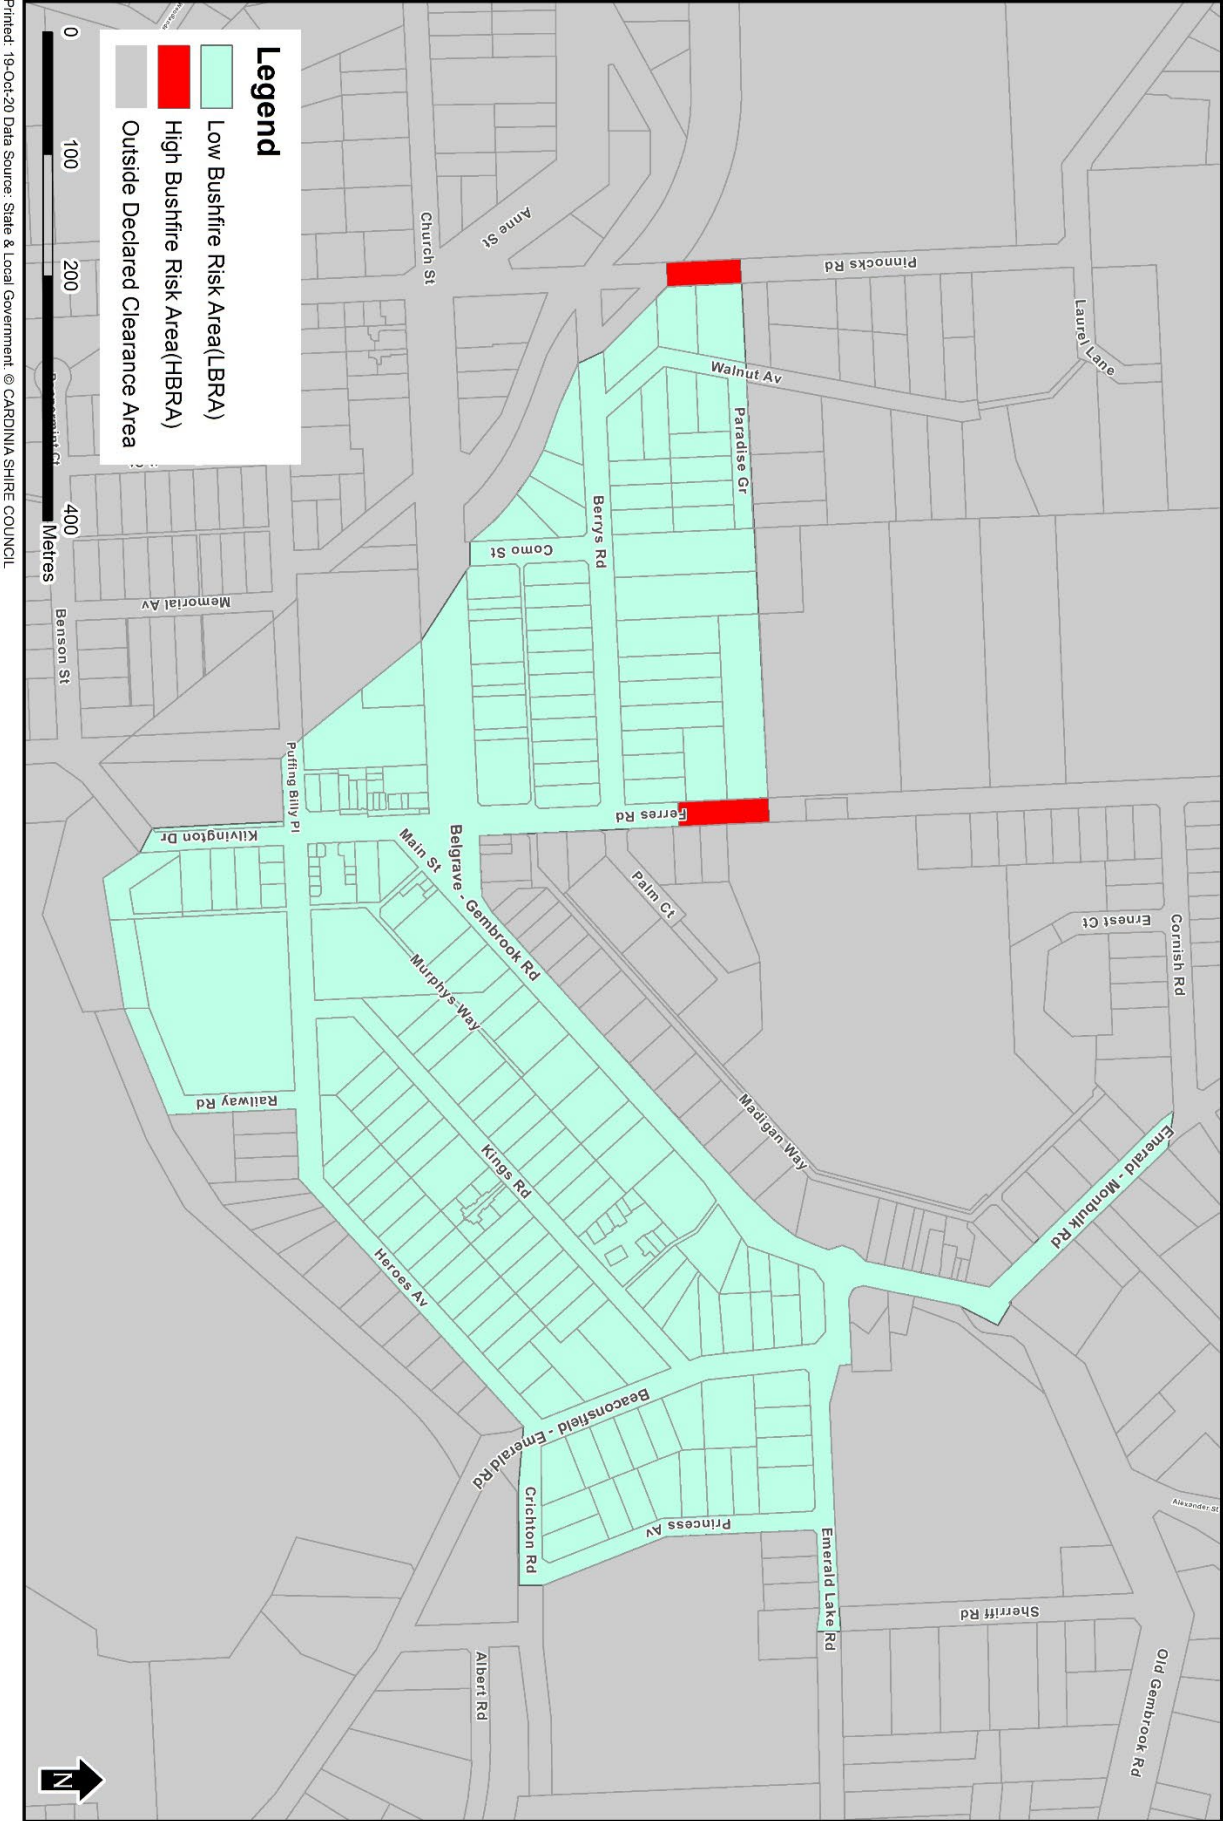 Legend
Low Bushfire Risk Area(LBRA)
High Bushfire Risk Area(HBRA)
Outside Declared Clearance Area
0 100 200 400
Metres
Printed: 19-Oct-20 Data Source: State & Local Government. © CARDINIA SHIRE COUNCIL
N
Church St
Anne St
Pinnocks Rd
Laurel Lane
Walnut Av
Paradise Gr
Berrys Rd
Como St
Memorial Av
Benson St
Puffing Billy Pl
Kilvington Dr
Main St
Belgrave - Gembrook Rd
Ferres Rd
Palm Ct
Ernest Ct
Cornish Rd
Murphys Way
Madigan Way
Railway Rd
Kings Rd
Heroes Av
Emerald - Monbulk Rd
Beaconsfield - Emerald Rd
Crichton Rd
Princess Av
Emerald Lake Rd
Sherriff Rd
Alexander St
Old Gembrook Rd
Albert Rd